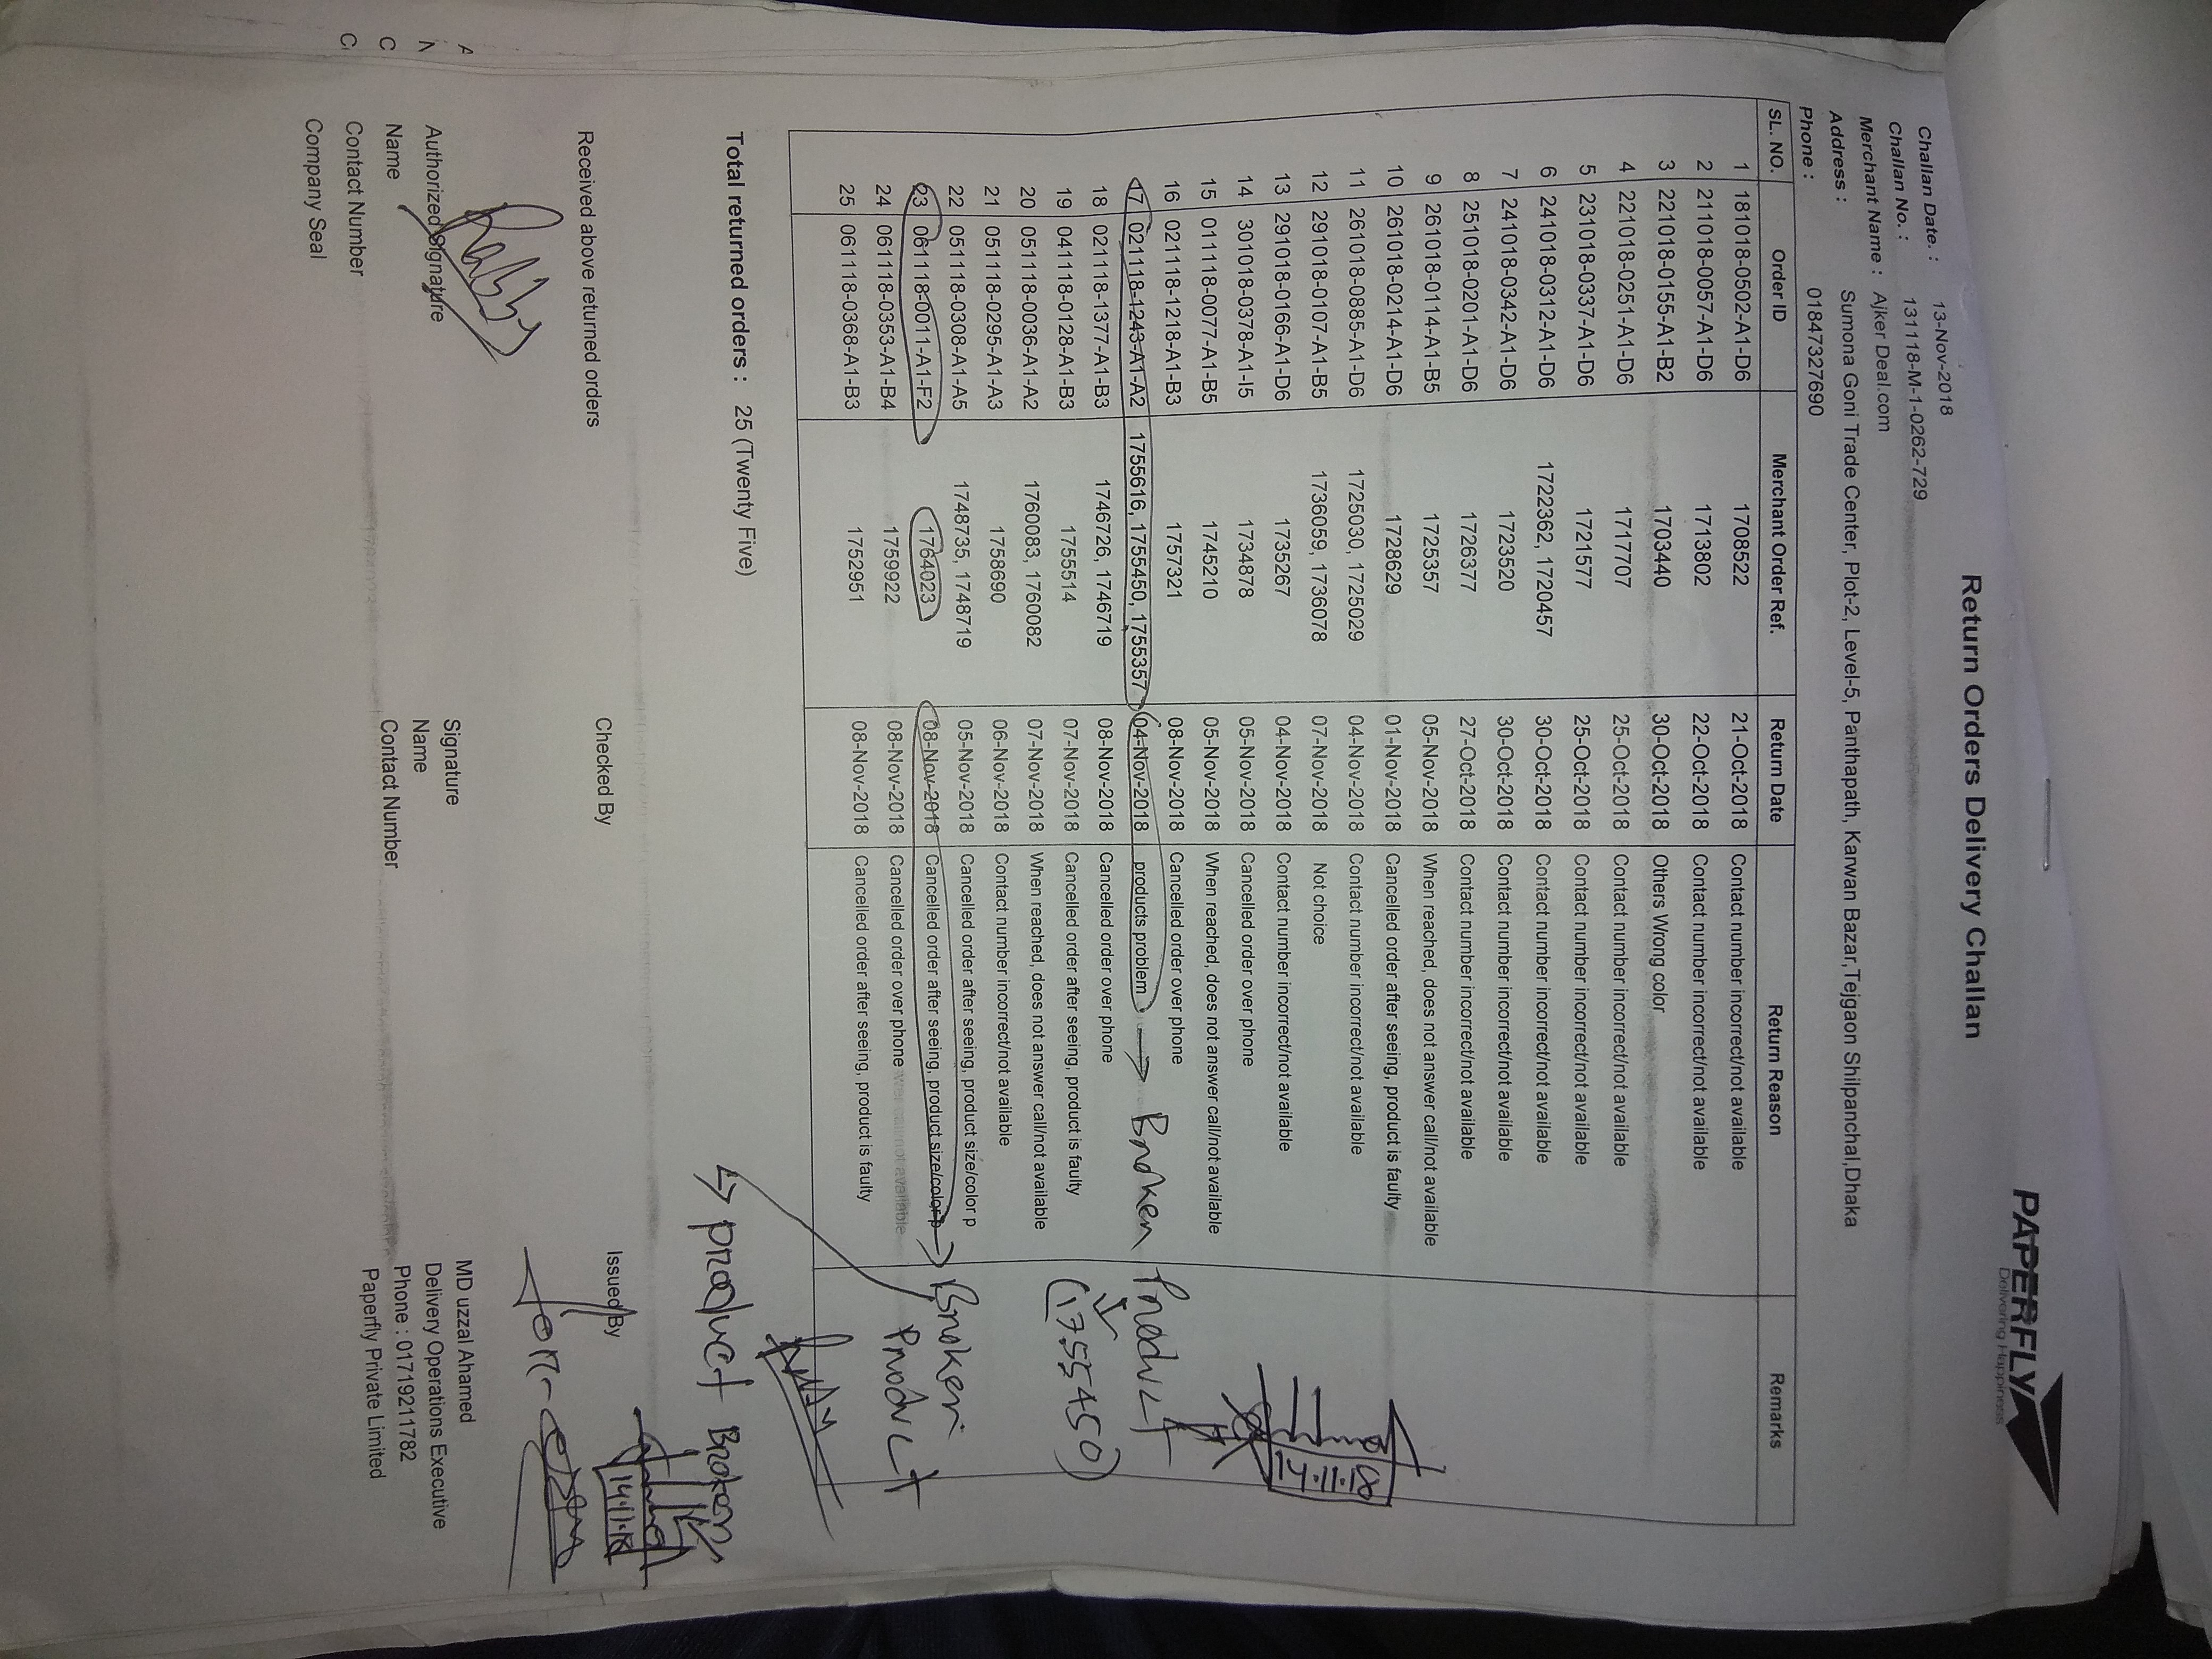 PAPERFLY
Delivering Happiness
Return Orders Delivery Challan
Challan Date. : 13-Nov-2018
Challan No. : 131118-M-1-0262-729
Merchant Name : Ajker Deal.com
Address : Sumona Goni Trade Center, Plot-2, Level-5, Panthapath, Karwan Bazar,Tejgaon Shilpanchal,Dhaka
Phone : 01847327690
SL. NO. Order ID Merchant Order Ref. Return Date Return Reason Remarks
1 181018-0502-A1-D6 1708522 21-Oct-2018 Contact number incorrect/not available
2 211018-0057-A1-D6 1713802 22-Oct-2018 Contact number incorrect/not available
3 221018-0155-A1-B2 1703440 30-Oct-2018 Others Wrong color
4 221018-0251-A1-D6 1717707 25-Oct-2018 Contact number incorrect/not available
5 231018-0337-A1-D6 1721577 25-Oct-2018 Contact number incorrect/not available
6 241018-0312-A1-D6 1722362, 1720457 30-Oct-2018 Contact number incorrect/not available
7 241018-0342-A1-D6 1723520 30-Oct-2018 Contact number incorrect/not available
8 251018-0201-A1-D6 1726377 27-Oct-2018 Contact number incorrect/not available
9 261018-0114-A1-B5 1725357 05-Nov-2018 When reached, does not answer call/not available
10 261018-0214-A1-D6 1728629 01-Nov-2018 Cancelled order after seeing, product is faulty
11 261018-0885-A1-D6 1725030, 1725029 04-Nov-2018 Contact number incorrect/not available
12 291018-0107-A1-B5 1736059, 1736078 07-Nov-2018 Not choice
13 291018-0166-A1-D6 1735267 04-Nov-2018 Contact number incorrect/not available
14 301018-0378-A1-I5 1734878 05-Nov-2018 Cancelled order over phone
15 011118-0077-A1-B5 1745210 05-Nov-2018 When reached, does not answer call/not available
16 021118-1218-A1-B3 1757321 08-Nov-2018 Cancelled order over phone
17 021118-1243-A1-A2 1755616, 1755450, 1755357 04-Nov-2018 products problem → Broken Product
18 021118-1377-A1-B3 1746726, 1746719 08-Nov-2018 Cancelled order over phone
(1755450)
19 041118-0128-A1-B3 1755514 07-Nov-2018 Cancelled order after seeing, product is faulty
20 051118-0036-A1-A2 1760083, 1760082 07-Nov-2018 When reached, does not answer call/not available
21 051118-0295-A1-A3 1758690 06-Nov-2018 Contact number incorrect/not available
22 051118-0308-A1-A5 1748735, 1748719 05-Nov-2018 Cancelled order after seeing, product size/color p
23 061118-0011-A1-F2 1764023 08-Nov-2018 Cancelled order after seeing, product size/color p → Broken Product
24 061118-0353-A1-B4 1759922 08-Nov-2018 Cancelled order over phone
25 061118-0368-A1-B3 1752951 08-Nov-2018 Cancelled order after seeing, product is faulty
14.11.18
Total returned orders : 25 (Twenty Five)
product Broken
14.11.18
Received above returned orders Checked By Issued By
Rabby
for-
Authorized Signature Signature MD uzzal Ahamed
Name Name Delivery Operations Executive
Contact Number Contact Number Phone : 01719211782
Company Seal Paperfly Private Limited